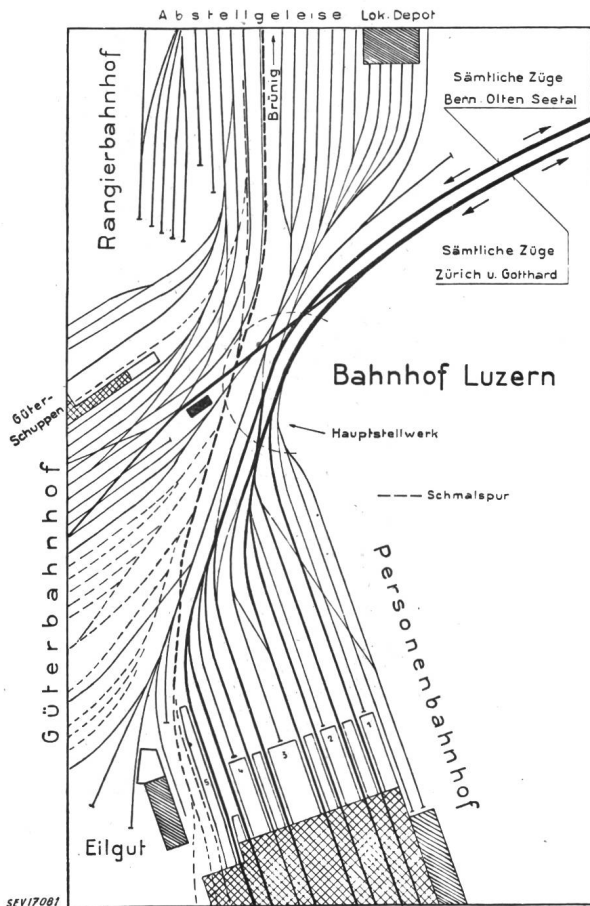 Abstellgeleise Lok. Depot
Rangierbahnhof
Brünig
Sämtliche Züge
Bern. Olten Seetal
Sämtliche Züge
Zürich u. Gotthard
Bahnhof Luzern
Güter-
Schuppen
Hauptstellwerk
Schmalspur
Güterbahnhof
Personenbahnhof
5
4
3
2
1
Eilgut
SEV17081